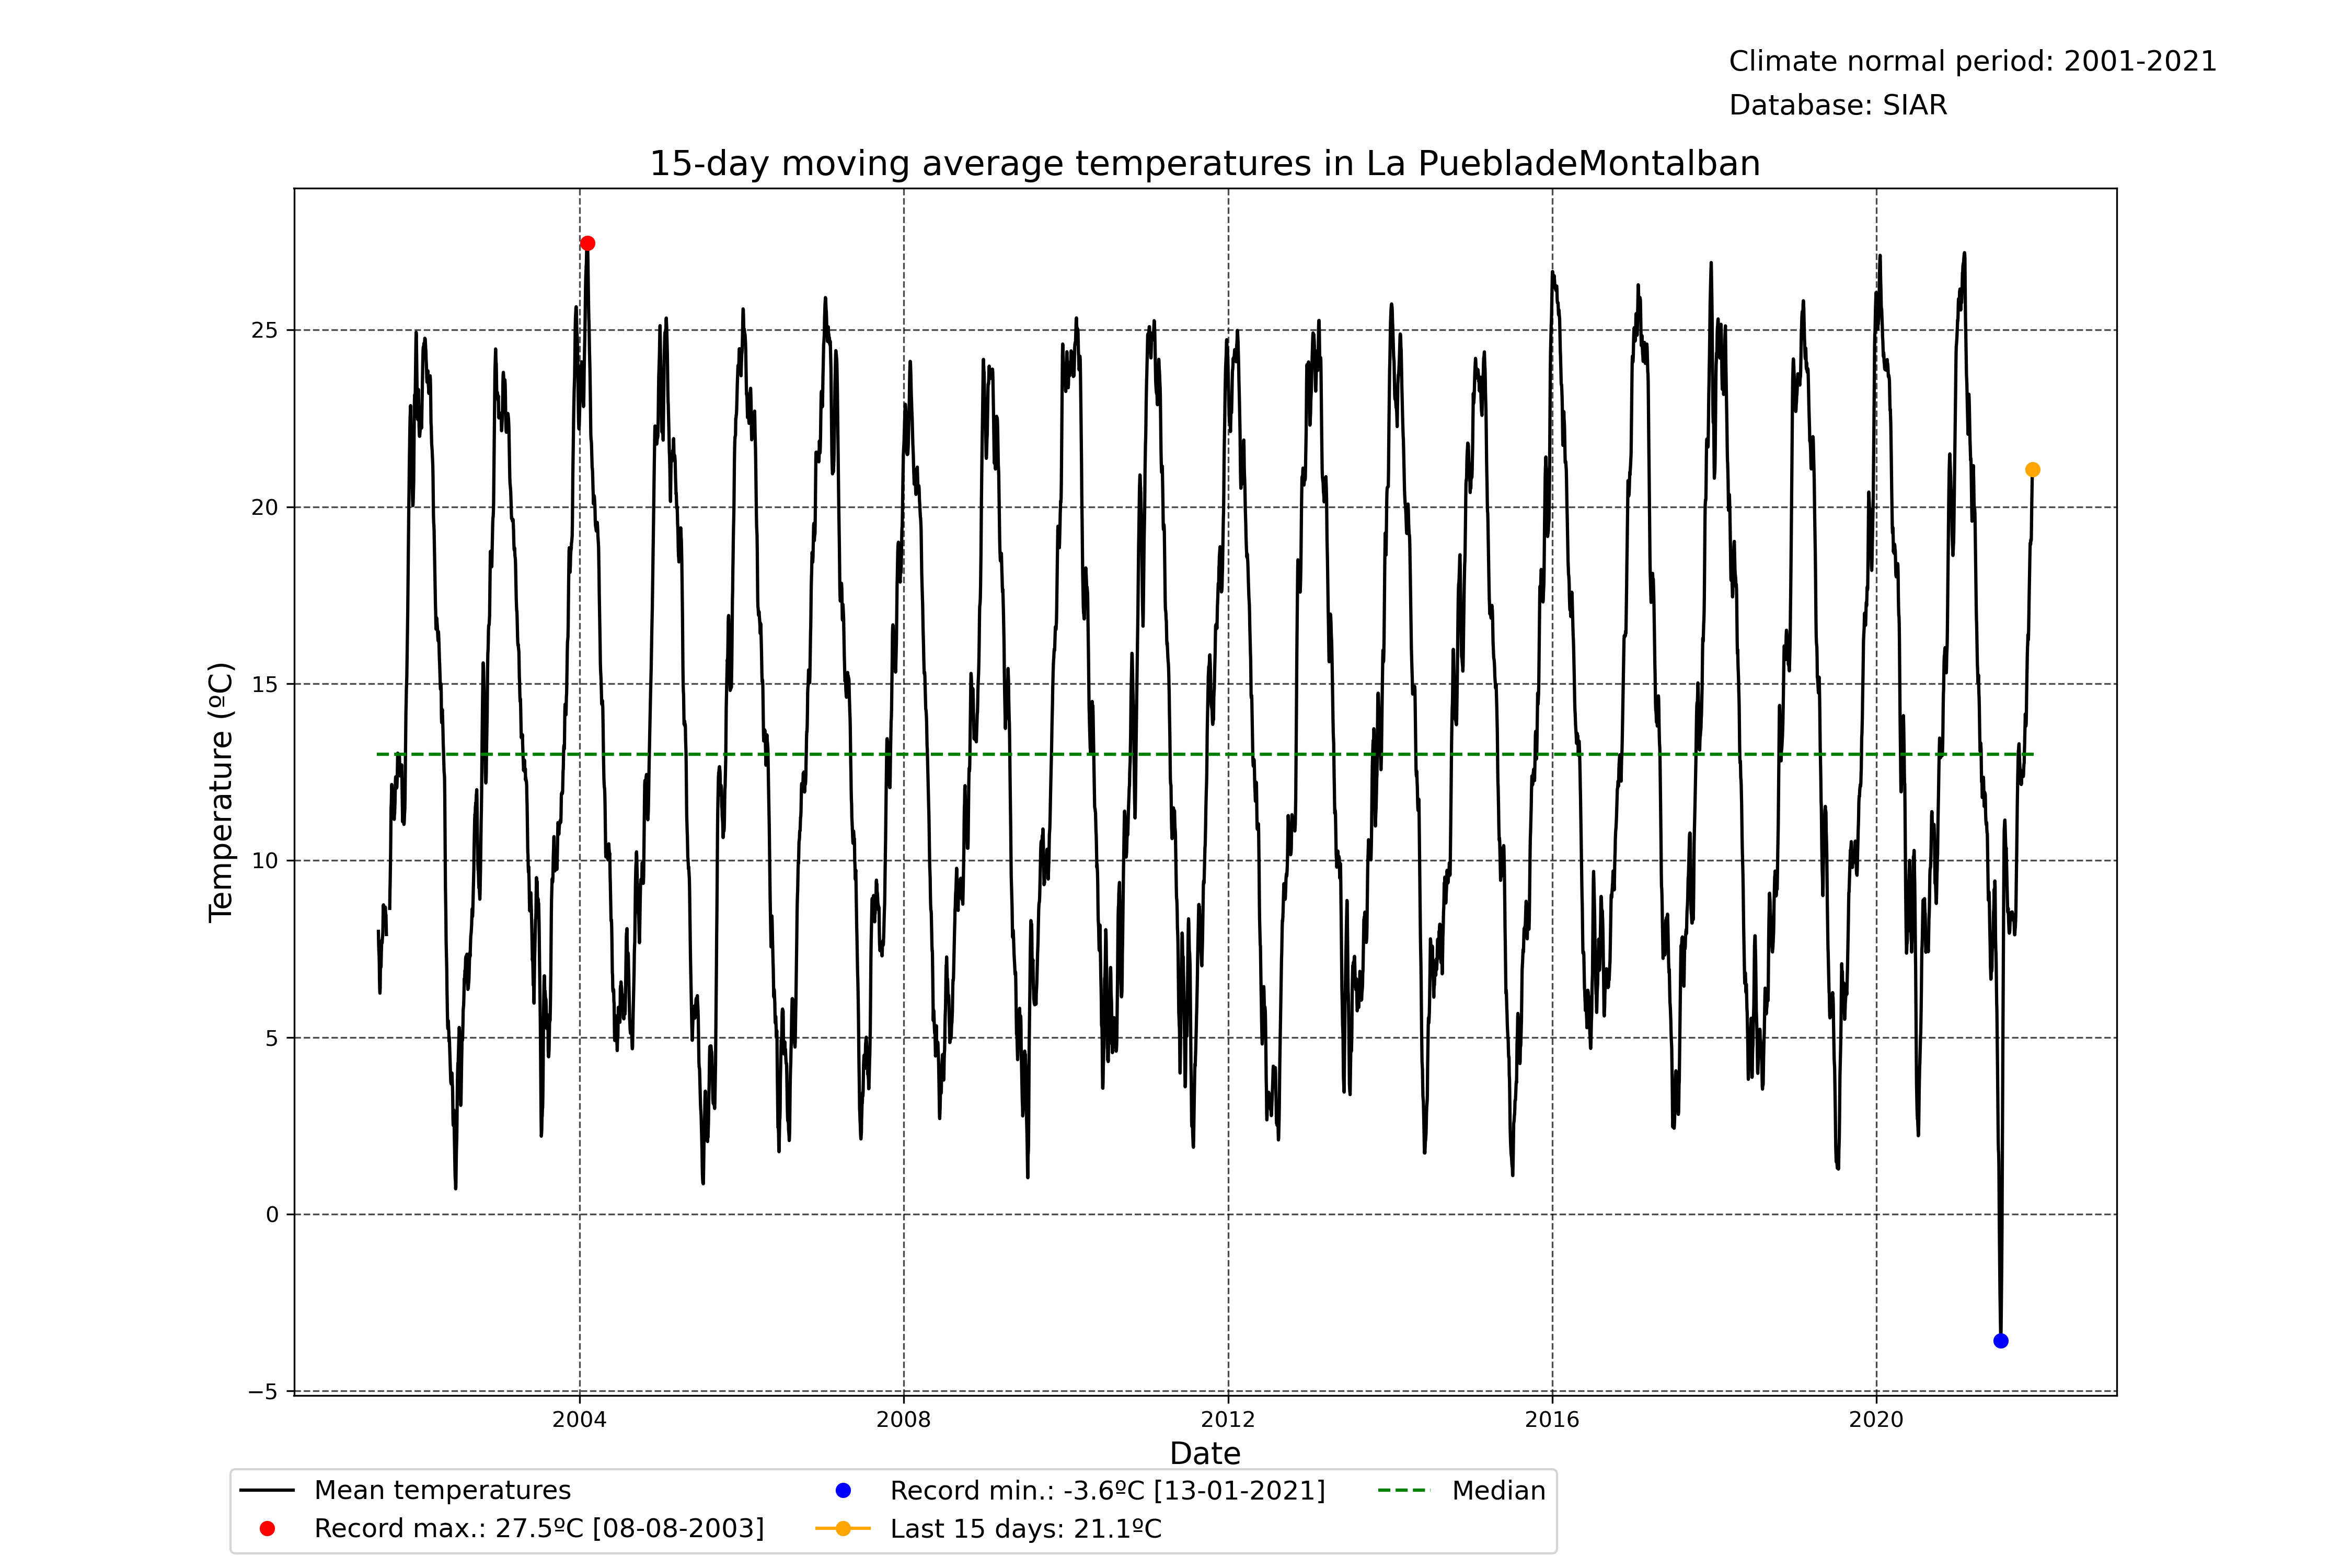 Climate normal period: 2001-2021
Database: SIAR
15-day moving average temperatures in La PuebladeMontalban
25
20
15
10
5
0
−5
Temperature (ºC)
2004 2008 2012 2016 2020
Date
Mean temperatures
Record max.: 27.5ºC [08-08-2003]
Record min.: -3.6ºC [13-01-2021]
Last 15 days: 21.1ºC
Median